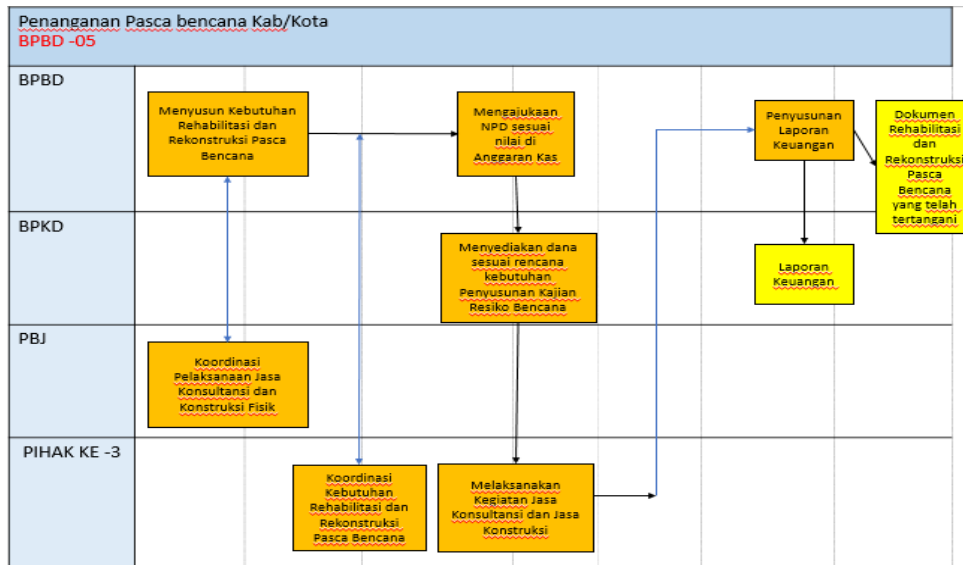 Penanganan Pasca bencana Kab/Kota
BPBD -05
BPBD
Menyusun Kebutuhan
Rehabilitasi dan
Rekonstruksi Pasca
Bencana
Mengajukaan
NPD sesuai
nilai di
Anggaran Kas
Penyusunan
Laporan
Keuangan
Dokumen
Rehabilitasi
dan
Rekonstruksi
Pasca
Bencana
yang telah
tertangani
BPKD
Menyediakan dana
sesuai rencana
kebutuhan
Penyusunan Kajian
Resiko Bencana
Laporan
Keuangan
PBJ
Koordinasi
Pelaksanaan Jasa
Konsultansi dan
Konstruksi Fisik
PIHAK KE -3
Koordinasi
Kebutuhan
Rehabilitasi dan
Rekonstruksi
Pasca Bencana
Melaksanakan
Kegiatan Jasa
Konsultansi dan Jasa
Konstruksi